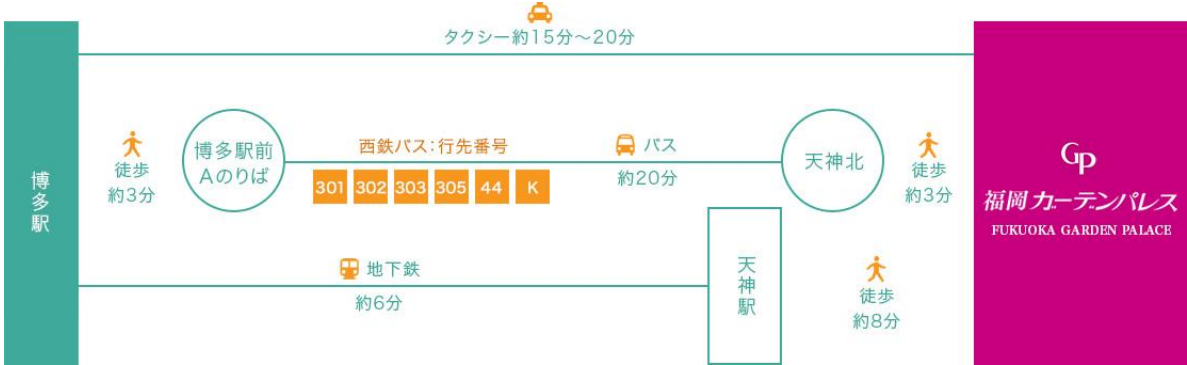 タクシー約15分～20分
博多駅
徒歩
約3分
博多駅前
Aのりば
西鉄バス:行先番号
301 302 303 305 44 K
バス
約20分
天神北
徒歩
約3分
地下鉄
約6分
天神駅
徒歩
約8分
GP
福岡ガーデンパレス
FUKUOKA GARDEN PALACE